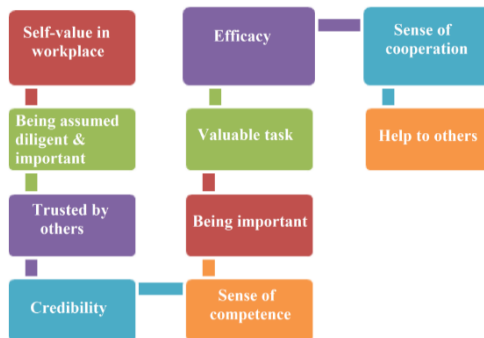 Self-value in
workplace
Being assumed
diligent &
important
Trusted by
others
Credibility
Sense of
competence
Being important
Valuable task
Efficacy
Sense of
cooperation
Help to others